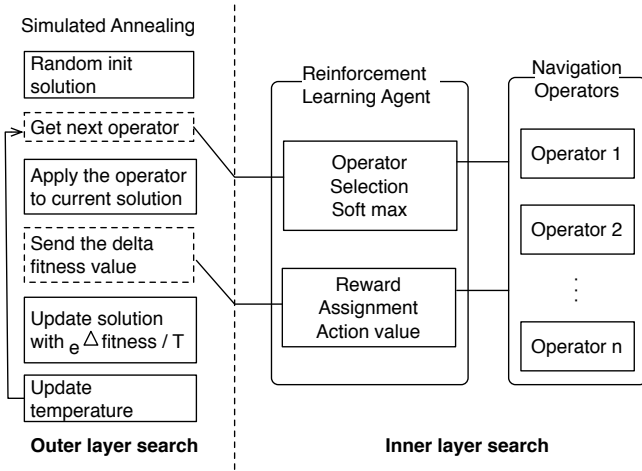 Simulated Annealing
Random init
solution
Get next operator
Apply the operator
to current solution
Send the delta
fitness value
Update solution
with e Δ fitness / T
Update
temperature
Outer layer search
Reinforcement
Learning Agent
Operator
Selection
Soft max
Reward
Assignment
Action value
Navigation
Operators
Operator 1
Operator 2
⋮
Operator n
Inner layer search